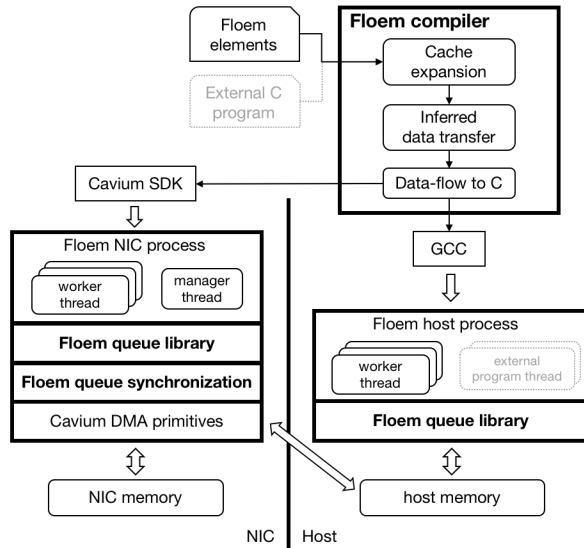 Floem
elements
External C
program
Floem compiler
Cache
expansion
Inferred
data transfer
Data-flow to C
Cavium SDK
GCC
Floem NIC process
worker
thread
manager
thread
Floem queue library
Floem queue synchronization
Cavium DMA primitives
NIC memory
Floem host process
worker
thread
external
program thread
Floem queue library
host memory
NIC
Host